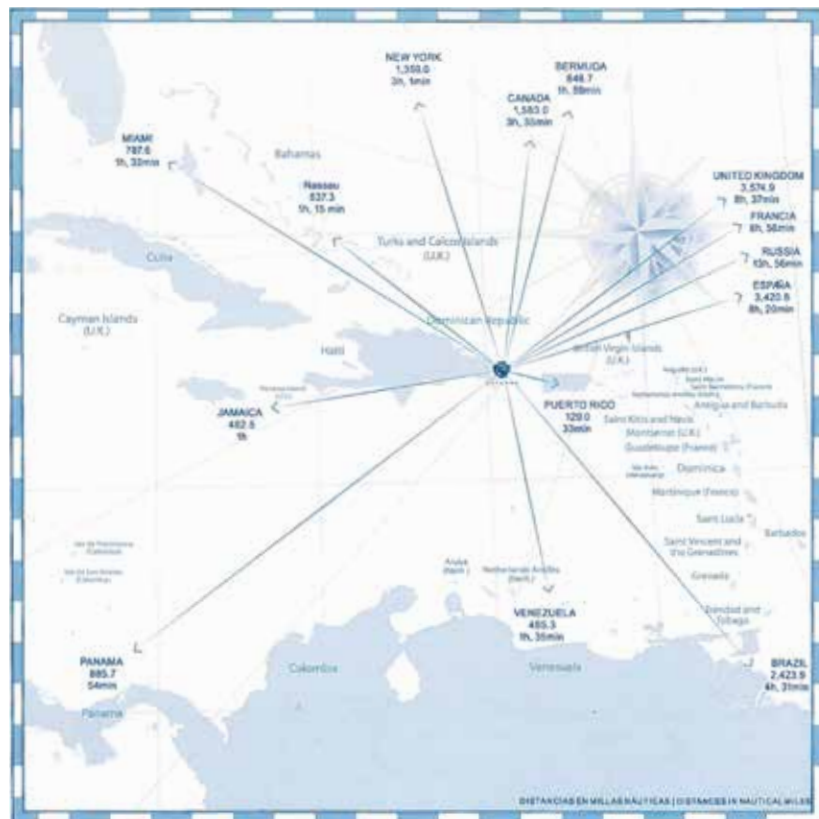 NEW YORK
1,359.0
3h, 1min
BERMUDA
846.7
1h, 59min
CANADA
1,583.0
3h, 35min
MIAMI
787.6
1h, 33min
Bahamas
Nassau
637.3
1h, 15 min
UNITED KINGDOM
3,574.9
8h, 37min
FRANCIA
8h, 56min
RUSSIA
13h, 56min
ESPAÑA
3,420.8
8h, 20min
Turks and Caicos Islands
(U.K.)
Cuba
Cayman Islands
(U.K.)
Dominican Republic
Haiti
British Virgin Islands
(U.K.)
JAMAICA
482.5
1h
PUERTO RICO
129.0
33min
Antigua and Barbuda
Saint Kitts and Nevis
Montserrat (U.K.)
Guadeloupe (France)
Dominica
Martinique (France)
Saint Lucia
Barbados
Saint Vincent and
the Grenadines
Grenada
Trinidad and
Tobago
Aruba
(Neth.)
Netherlands Antilles
(Neth.)
VENEZUELA
485.3
1h, 35min
Venezuela
Colombia
PANAMA
885.7
54min
Panama
BRAZIL
2,423.9
4h, 31min
DISTANCIAS EN MILLAS NÁUTICAS | DISTANCES IN NAUTICAL MILES